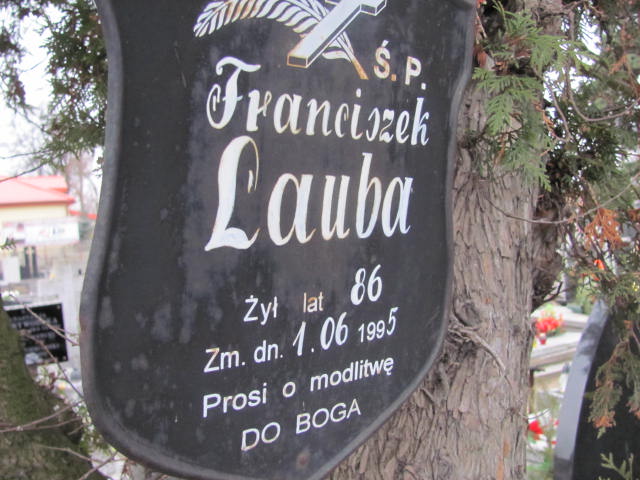 Ś.P.
Franciszek
Lauba
Żył lat 86
Zm. dn. 1.06 1995
Prosi o modlitwę
DO BOGA